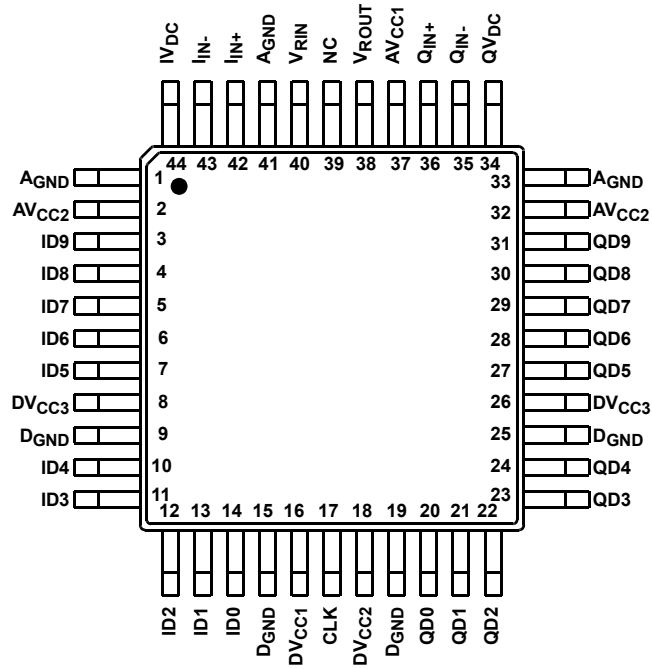 IVDC
IIN-
IIN+
AGND
VRIN
NC
VROUT
AVCC1
QIN+
QIN-
QVDC
44 43 42 41 40 39 38 37 36 35 34
AGND 1 33 AGND
AVCC2 2 32 AVCC2
ID9 3 31 QD9
ID8 4 30 QD8
ID7 5 29 QD7
ID6 6 28 QD6
ID5 7 27 QD5
DVCC3 8 26 DVCC3
DGND 9 25 DGND
ID4 10 24 QD4
ID3 11 23 QD3
12 13 14 15 16 17 18 19 20 21 22
ID2
ID1
ID0
DGND
DVCC1
CLK
DVCC2
DGND
QD0
QD1
QD2